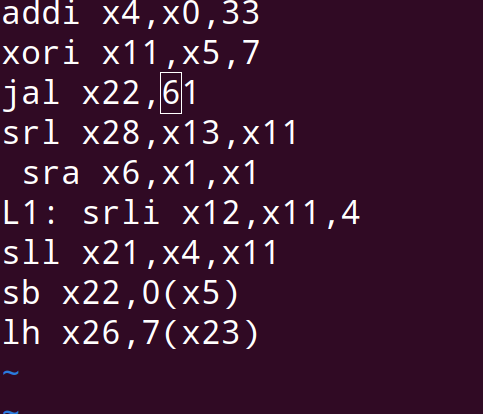 addi x4,x0,33
xori x11,x5,7
jal x22,61
srl x28,x13,x11
 sra x6,x1,x1
L1: srli x12,x11,4
sll x21,x4,x11
sb x22,0(x5)
lh x26,7(x23)
~
~